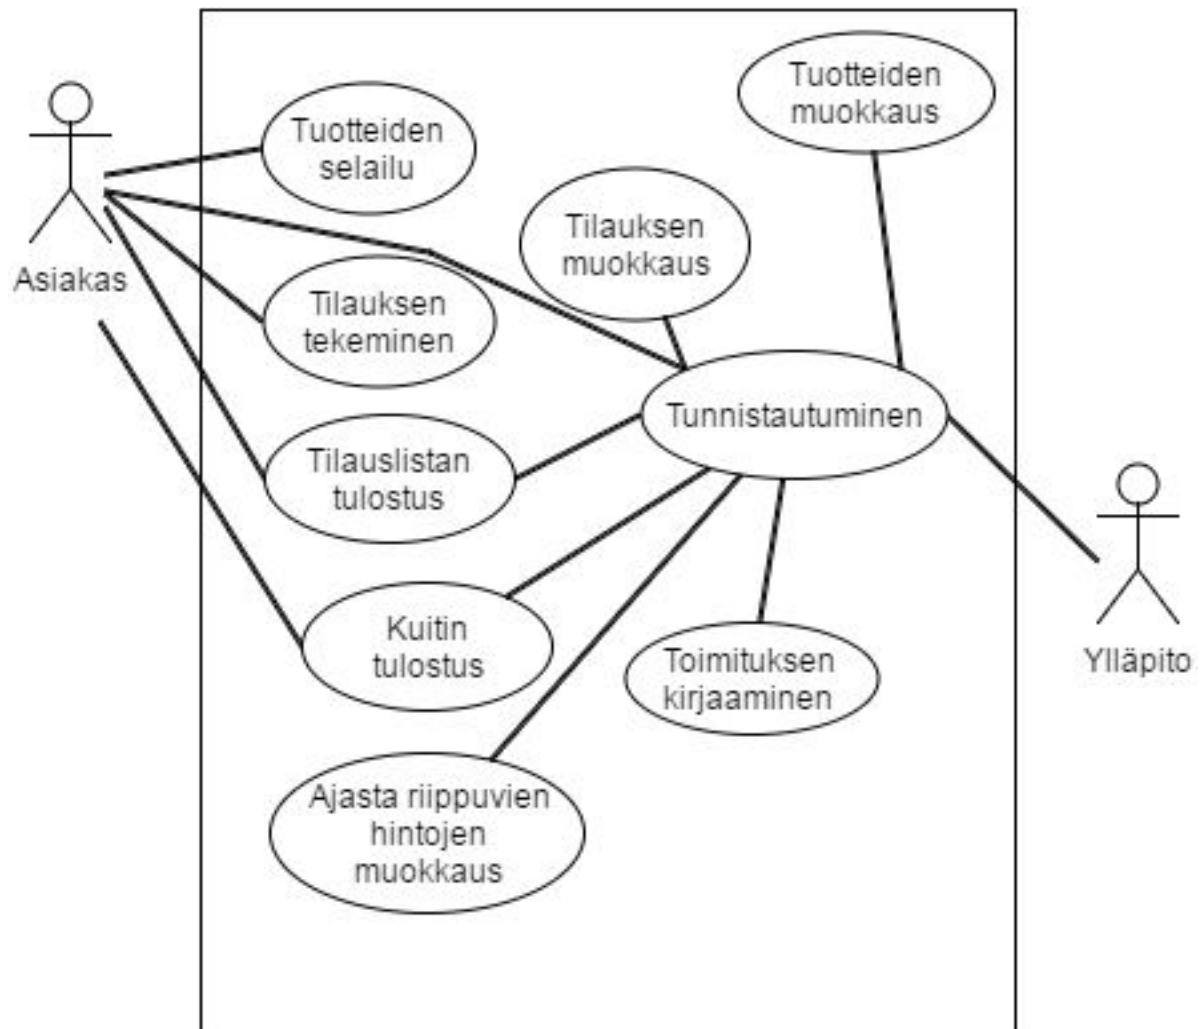 Tuotteiden
muokkaus
Tuotteiden
selailu
Tilauksen
muokkaus
Asiakas
Tilauksen
tekeminen
Tunnistautuminen
Tilauslistan
tulostus
Kuitin
tulostus
Toimituksen
kirjaaminen
Ylläpito
Ajasta riippuvien
hintojen
muokkaus